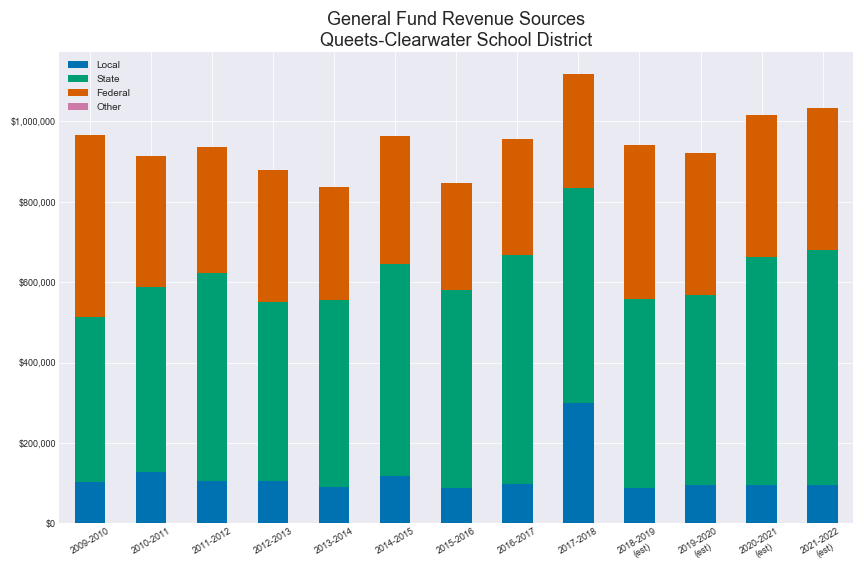 General Fund Revenue Sources
Queets-Clearwater School District
Local
State
Federal
Other
$1,000,000
$800,000
$600,000
$400,000
$200,000
$0
2009-2010
2010-2011
2011-2012
2012-2013
2013-2014
2014-2015
2015-2016
2016-2017
2017-2018
2018-2019
(est)
2019-2020
(est)
2020-2021
(est)
2021-2022
(est)